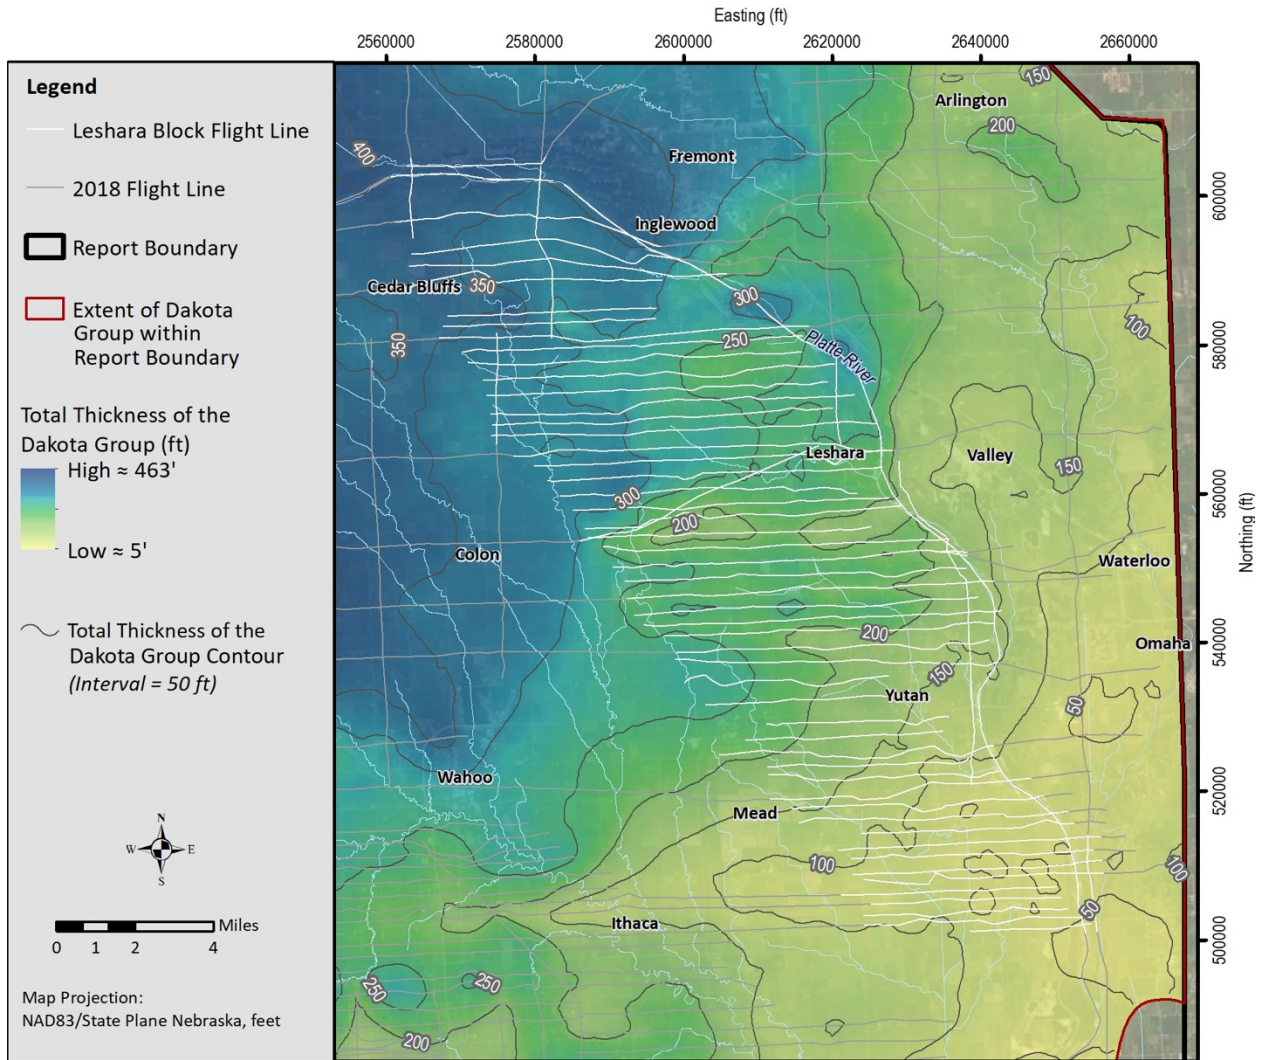 Easting (ft)
2560000 2580000 2600000 2620000 2640000 2660000
Legend
Leshara Block Flight Line
2018 Flight Line
Report Boundary
Extent of Dakota
Group within
Report Boundary
Total Thickness of the
Dakota Group (ft)
High ≈ 463'
Low ≈ 5'
Total Thickness of the
Dakota Group Contour
(Interval = 50 ft)
N
W E
S
Miles
0 1 2 4
Map Projection:
NAD83/State Plane Nebraska, feet
150
Arlington
200
400
Fremont
Inglewood
Cedar Bluffs
350
300
100
350
250
Platte River
Leshara
Valley
150
300
200
Colon
Waterloo
200
Omaha
150
Yutan
50
Wahoo
Mead
100
100
50
Ithaca
250
250
200
600000
580000
560000
540000
520000
500000
Northing (ft)